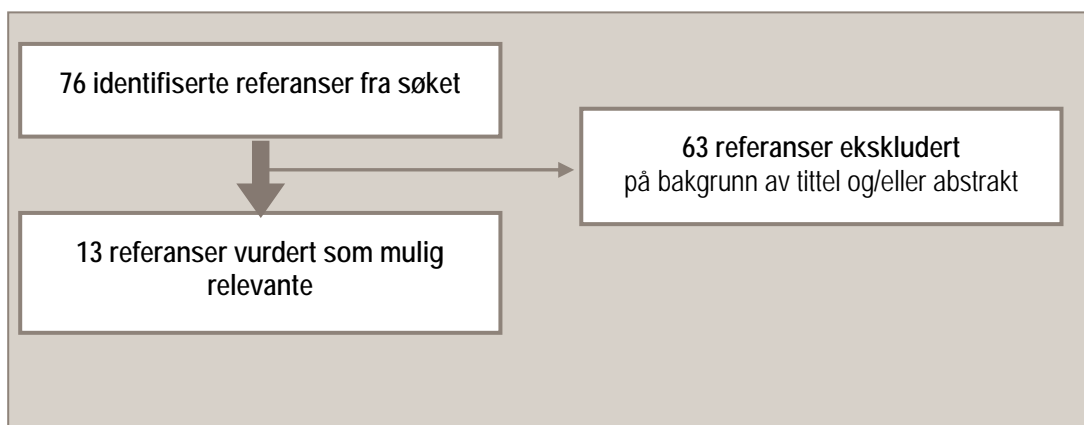 76 identifiserte referanser fra søket
63 referanser ekskludert
på bakgrunn av tittel og/eller abstrakt
13 referanser vurdert som mulig
relevante